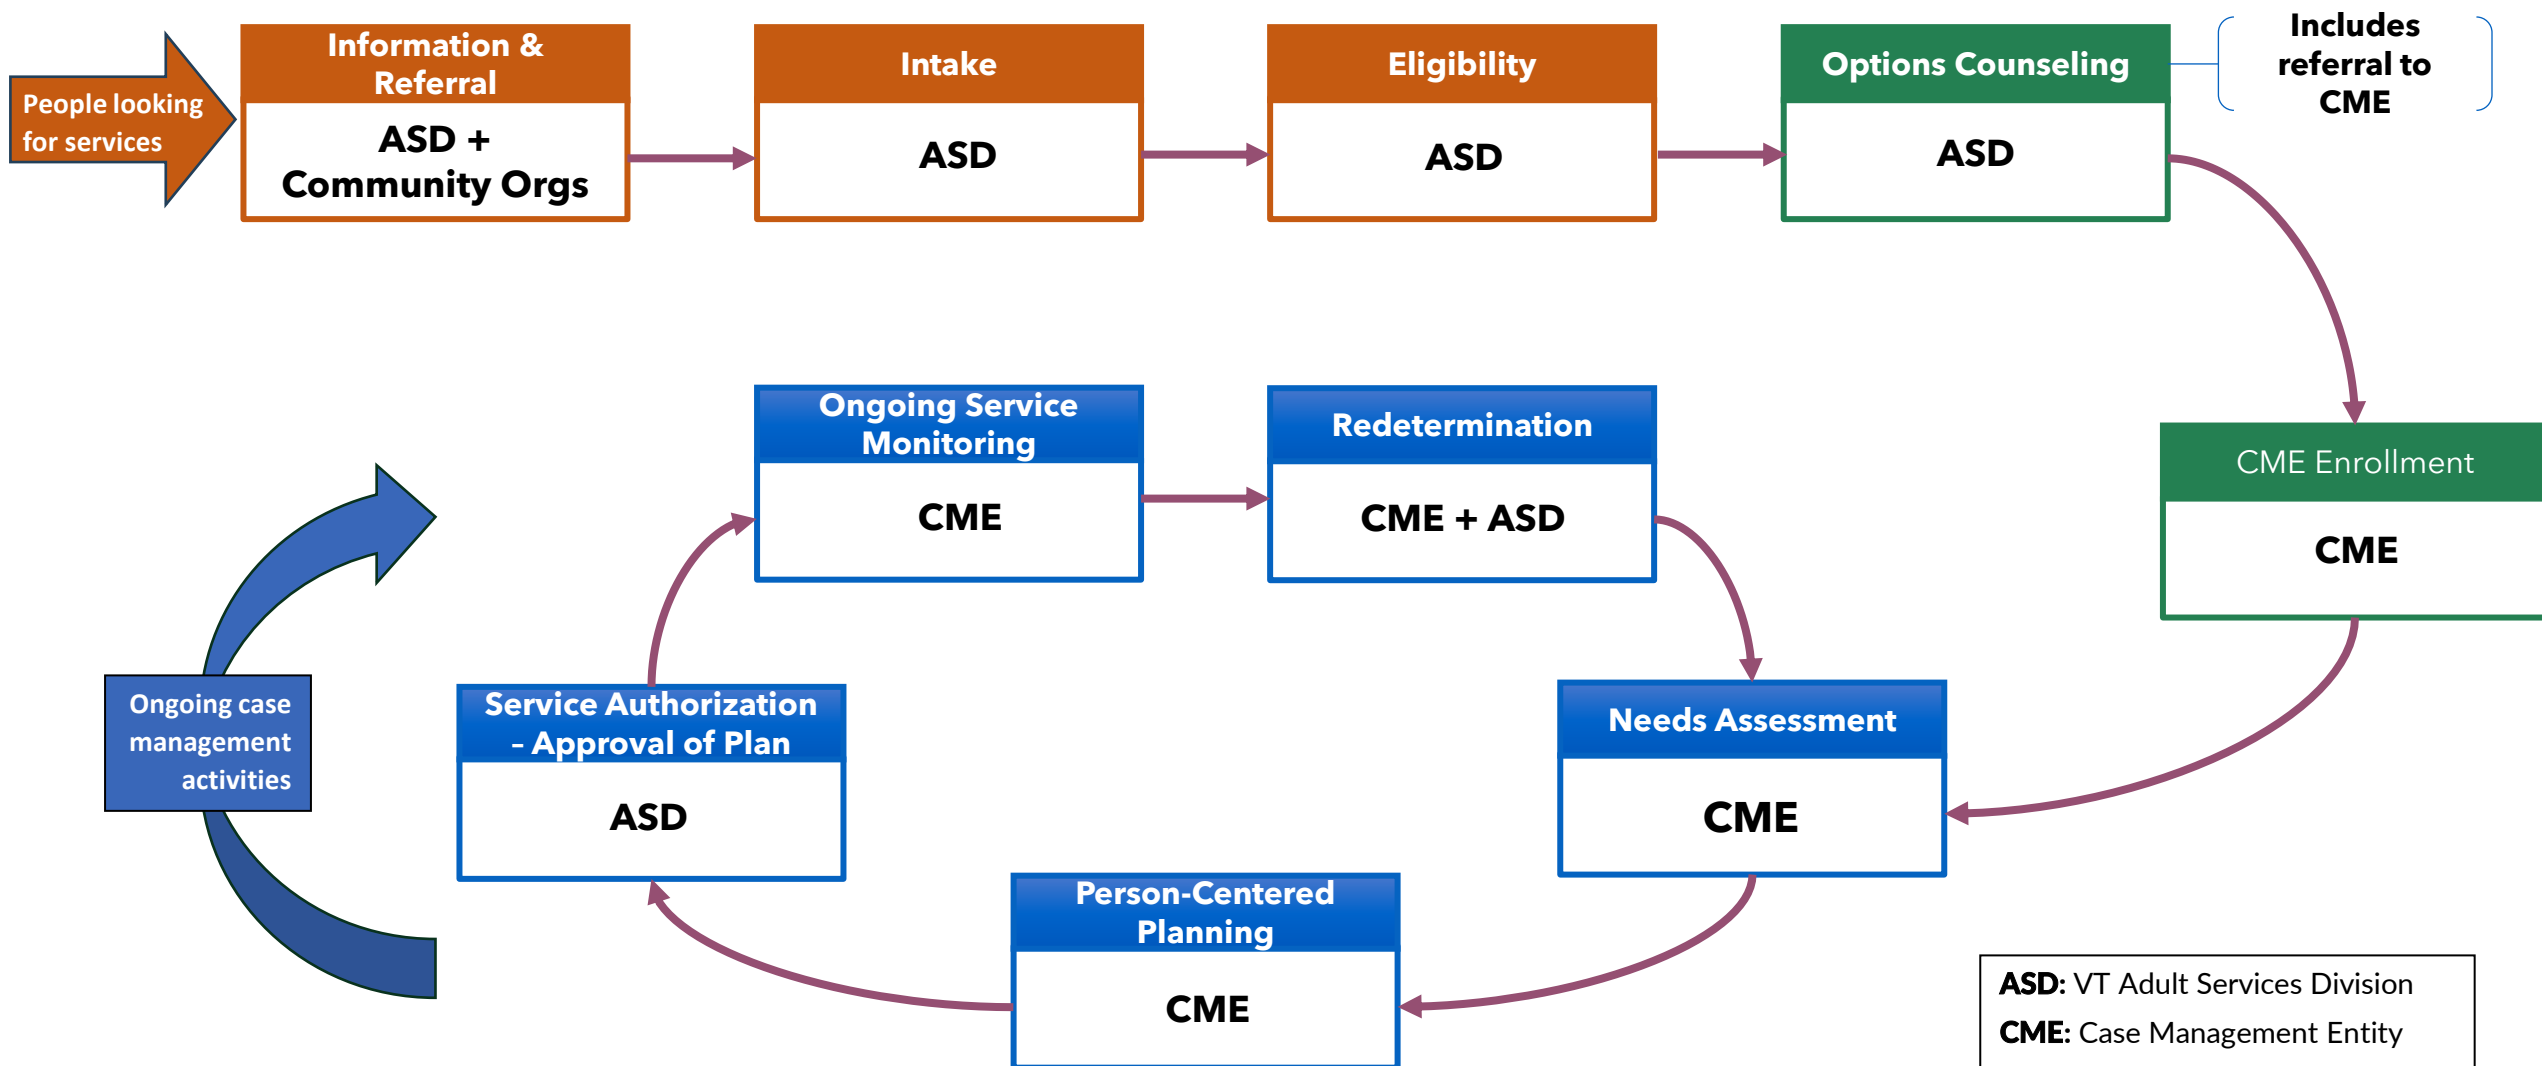 People looking
for services
Information &
Referral
ASD +
Community Orgs
Intake
ASD
Eligibility
ASD
Options Counseling
ASD
Includes
referral to
CME
Ongoing Service
Monitoring
CME
Redetermination
CME + ASD
CME Enrollment
CME
Ongoing case
management
activities
Service Authorization
– Approval of Plan
ASD
Needs Assessment
CME
Person-Centered
Planning
CME
ASD: VT Adult Services Division
CME: Case Management Entity